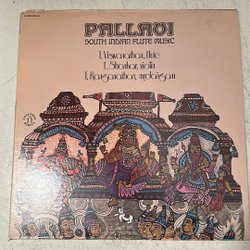 PALLAVI
SOUTH INDIAN FLUTE MUSIC
T. Viswanathan, flute
L. Shankar, violin
T. Ranganathan, mrdangam